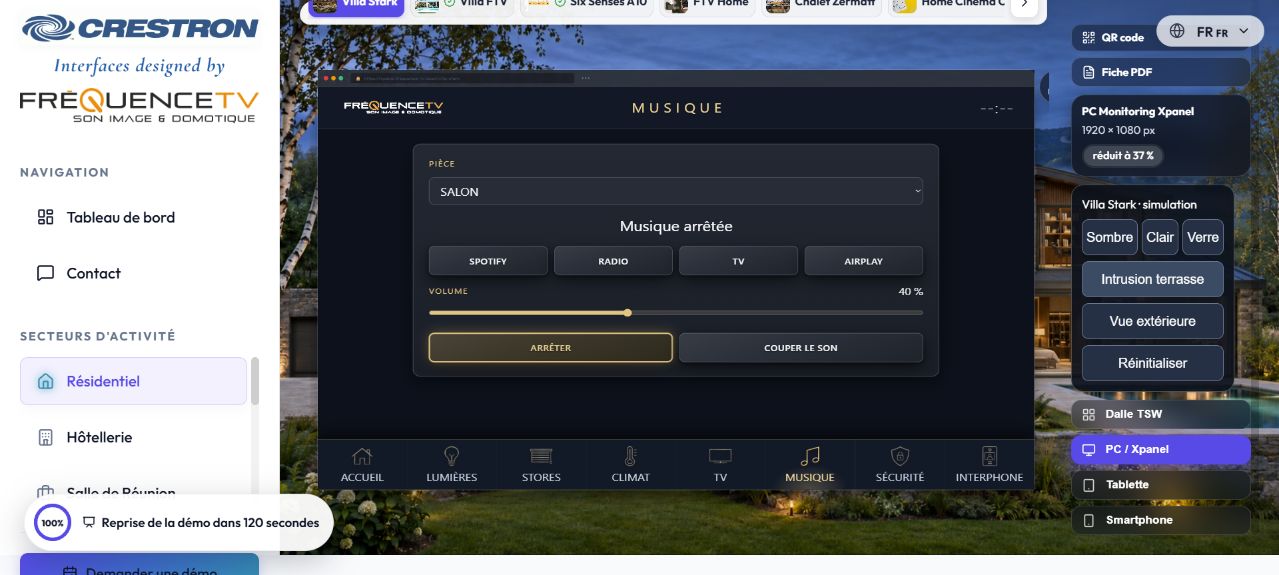 CRESTRON
Interfaces designed by
FRÉQUENCETV
SON IMAGE & DOMOTIQUE
NAVIGATION
Tableau de bord
Contact
SECTEURS D'ACTIVITÉ
Résidentiel
Hôtellerie
Salle de Réunion
100%
Reprise de la démo dans 120 secondes
Demander une démo
Villa Stark
Villa FTV
Six Senses A10
FTV Home
Chalet Zermatt
Home Cinema C
FRÉQUENCETV
SON IMAGE & DOMOTIQUE
MUSIQUE
--:--
PIÈCE
SALON
Musique arrêtée
SPOTIFY
RADIO
TV
AIRPLAY
VOLUME
40 %
ARRÊTER
COUPER LE SON
ACCUEIL
LUMIÈRES
STORES
CLIMAT
TV
MUSIQUE
SÉCURITÉ
INTERPHONE
FR FR
QR code
Fiche PDF
PC Monitoring Xpanel
1920 × 1080 px
réduit à 37 %
Villa Stark · simulation
Sombre
Clair
Verre
Intrusion terrasse
Vue extérieure
Réinitialiser
Dalle TSW
PC / Xpanel
Tablette
Smartphone